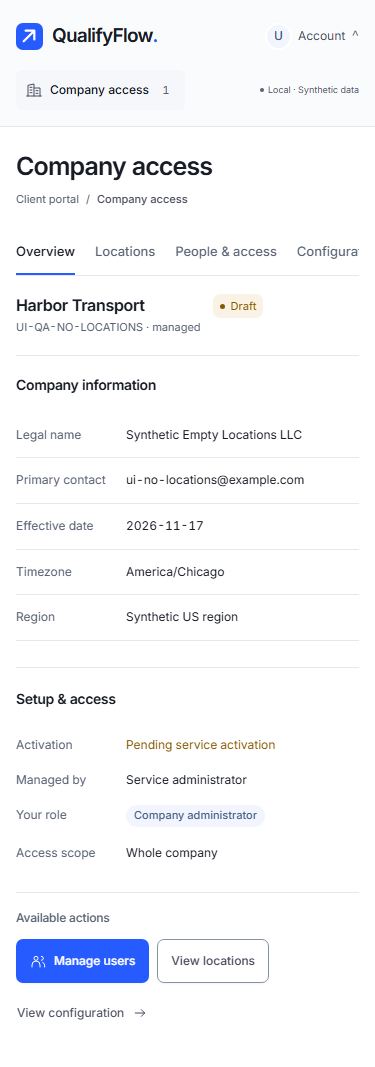 QualifyFlow.
U Account ^
Company access 1
• Local · Synthetic data
Company access
Client portal / Company access
Overview Locations People & access Configurat
Harbor Transport
• Draft
UI-QA-NO-LOCATIONS · managed
Company information
Legal name Synthetic Empty Locations LLC
Primary contact ui-no-locations@example.com
Effective date 2026-11-17
Timezone America/Chicago
Region Synthetic US region
Setup & access
Activation Pending service activation
Managed by Service administrator
Your role Company administrator
Access scope Whole company
Available actions
Manage users View locations
View configuration →